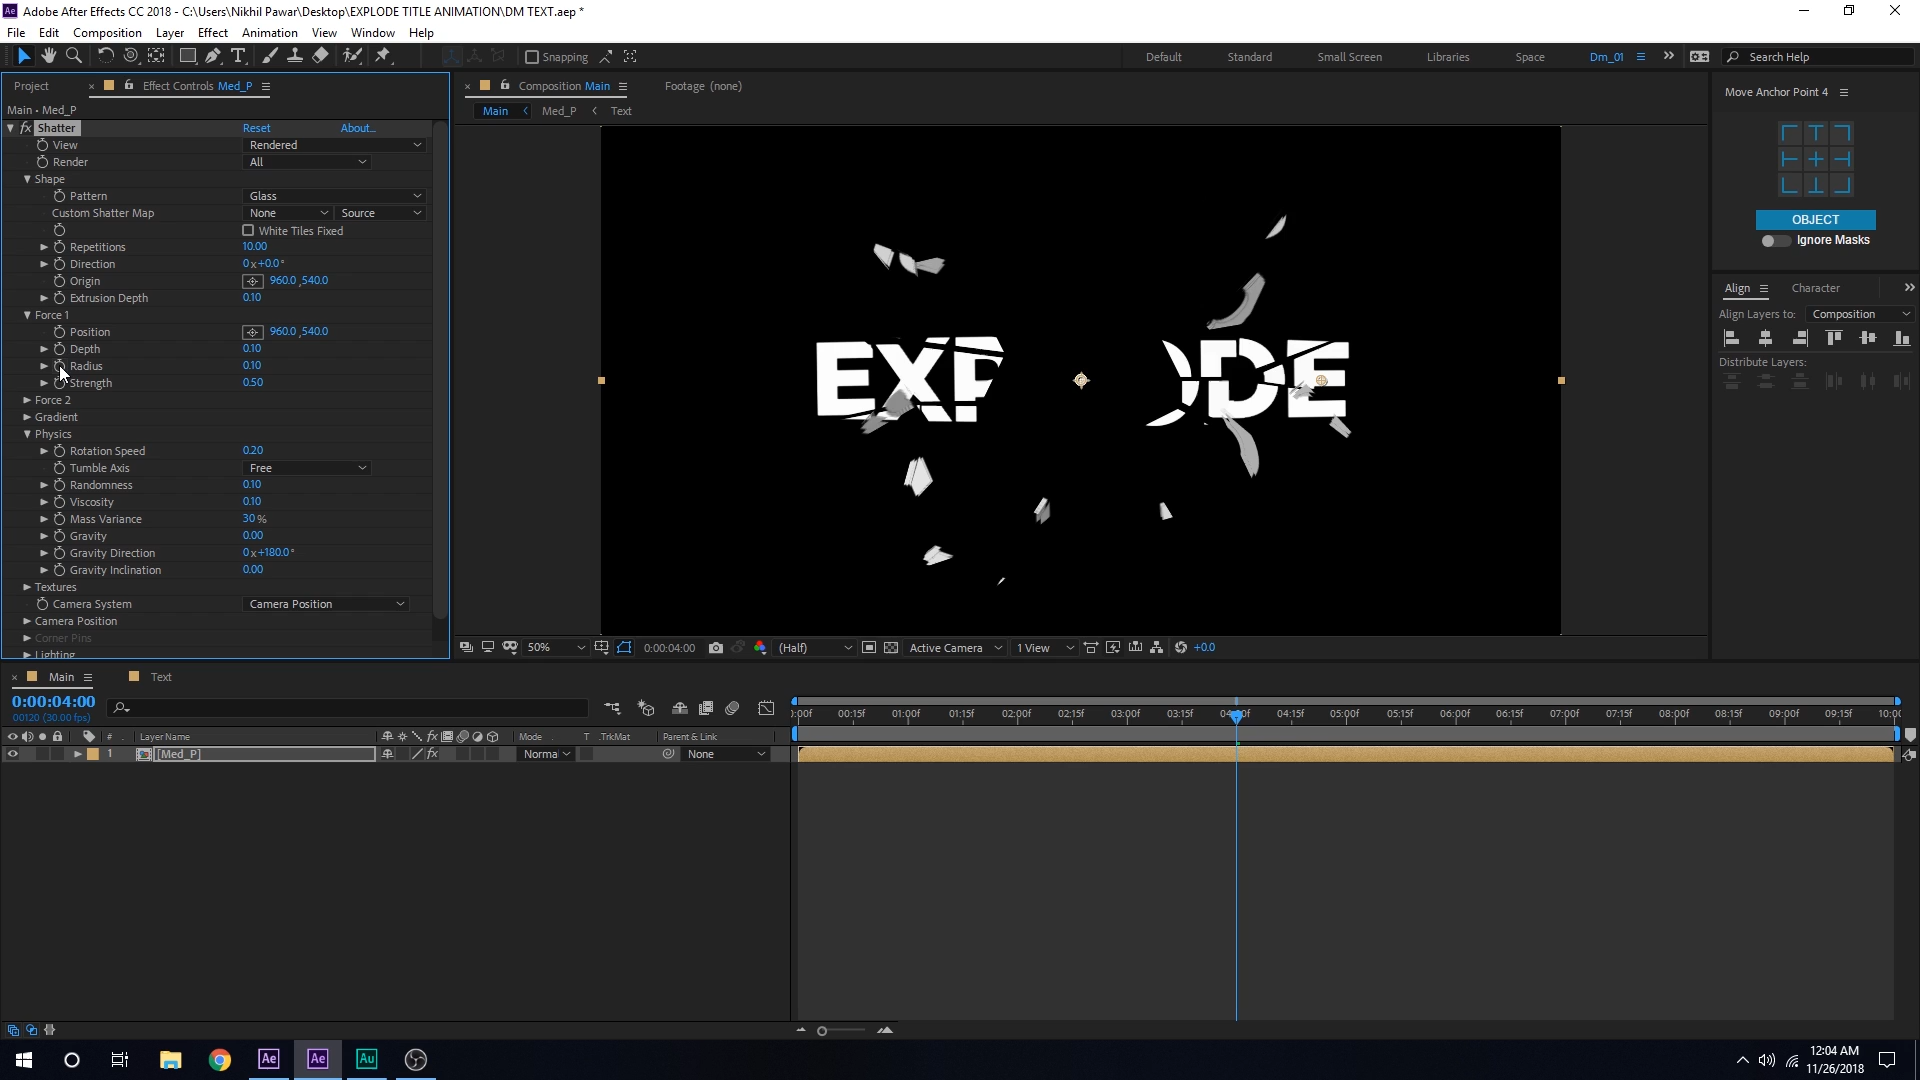 Adobe After Effects CC 2018 - C:\Users\Nikhil Pawar\Desktop\EXPLODE TITLE ANIMATION\DM TEXT.aep *
File Edit Composition Layer Effect Animation View Window Help
Snapping Default Standard Small Screen Libraries Space Dm_01 Search Help
Project × Effect Controls Med_P × Composition Main Footage (none) Move Anchor Point 4
Main • Med_P Main Med_P Text
fx Shatter Reset About...
View Rendered
Render All
Shape
Pattern Glass
Custom Shatter Map None Source
White Tiles Fixed
Repetitions 10.00
Direction 0x+0.0°
Origin 960.0,540.0
Extrusion Depth 0.10
Force 1
Position 960.0,540.0
Depth 0.10
Radius 0.10
Strength 0.50
Force 2
Gradient
Physics
Rotation Speed 0.20
Tumble Axis Free
Randomness 0.10
Viscosity 0.10
Mass Variance 30%
Gravity 0.00
Gravity Direction 0x+180.0°
Gravity Inclination 0.00
Textures
Camera System Camera Position
Camera Position
Corner Pins
Lighting
EXP ODE
OBJECT
Ignore Masks
Align Character
Align Layers to: Composition
Distribute Layers:
50% 0:00:04:00 (Half) Active Camera 1 View +0.0
× Main Text
0:00:04:00
00120 (30.00 fps)
):00f 00:15f 01:00f 01:15f 02:00f 02:15f 03:00f 03:15f 04:00f 04:15f 05:00f 05:15f 06:00f 06:15f 07:00f 07:15f 08:00f 08:15f 09:00f 09:15f 10:0(
# Layer Name fx Mode T .TrkMat Parent & Link
1 [Med_P] fx Norma None
Ae Ae Au
12:04 AM
11/26/2018